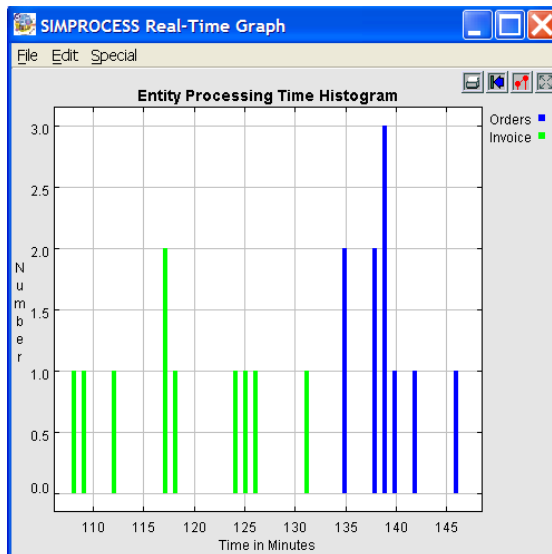 SIMPROCESS Real-Time Graph
File Edit Special
Entity Processing Time Histogram
Orders
Invoice
Number
3.0
2.5
2.0
1.5
1.0
0.5
0.0
110 115 120 125 130 135 140 145
Time in Minutes